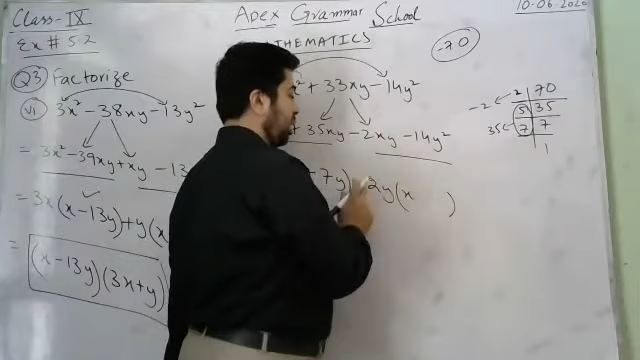 Class-IX
Apex Grammar School
10-06-2020
Ex # 5.2
THEMATICS
-70
Q3 Factorize
vi 3x² - 38xy - 13y²
= 3x² - 39xy + xy - 13
= 3x(x - 13y) + y(x
= (x - 13y)(3x + y)
x² + 33xy - 14y²
+ 35xy - 2xy - 14y²
+ 7y) - 2y(x )
2 | 70
-2 ← 5 | 35
35 ← 7 | 7
1